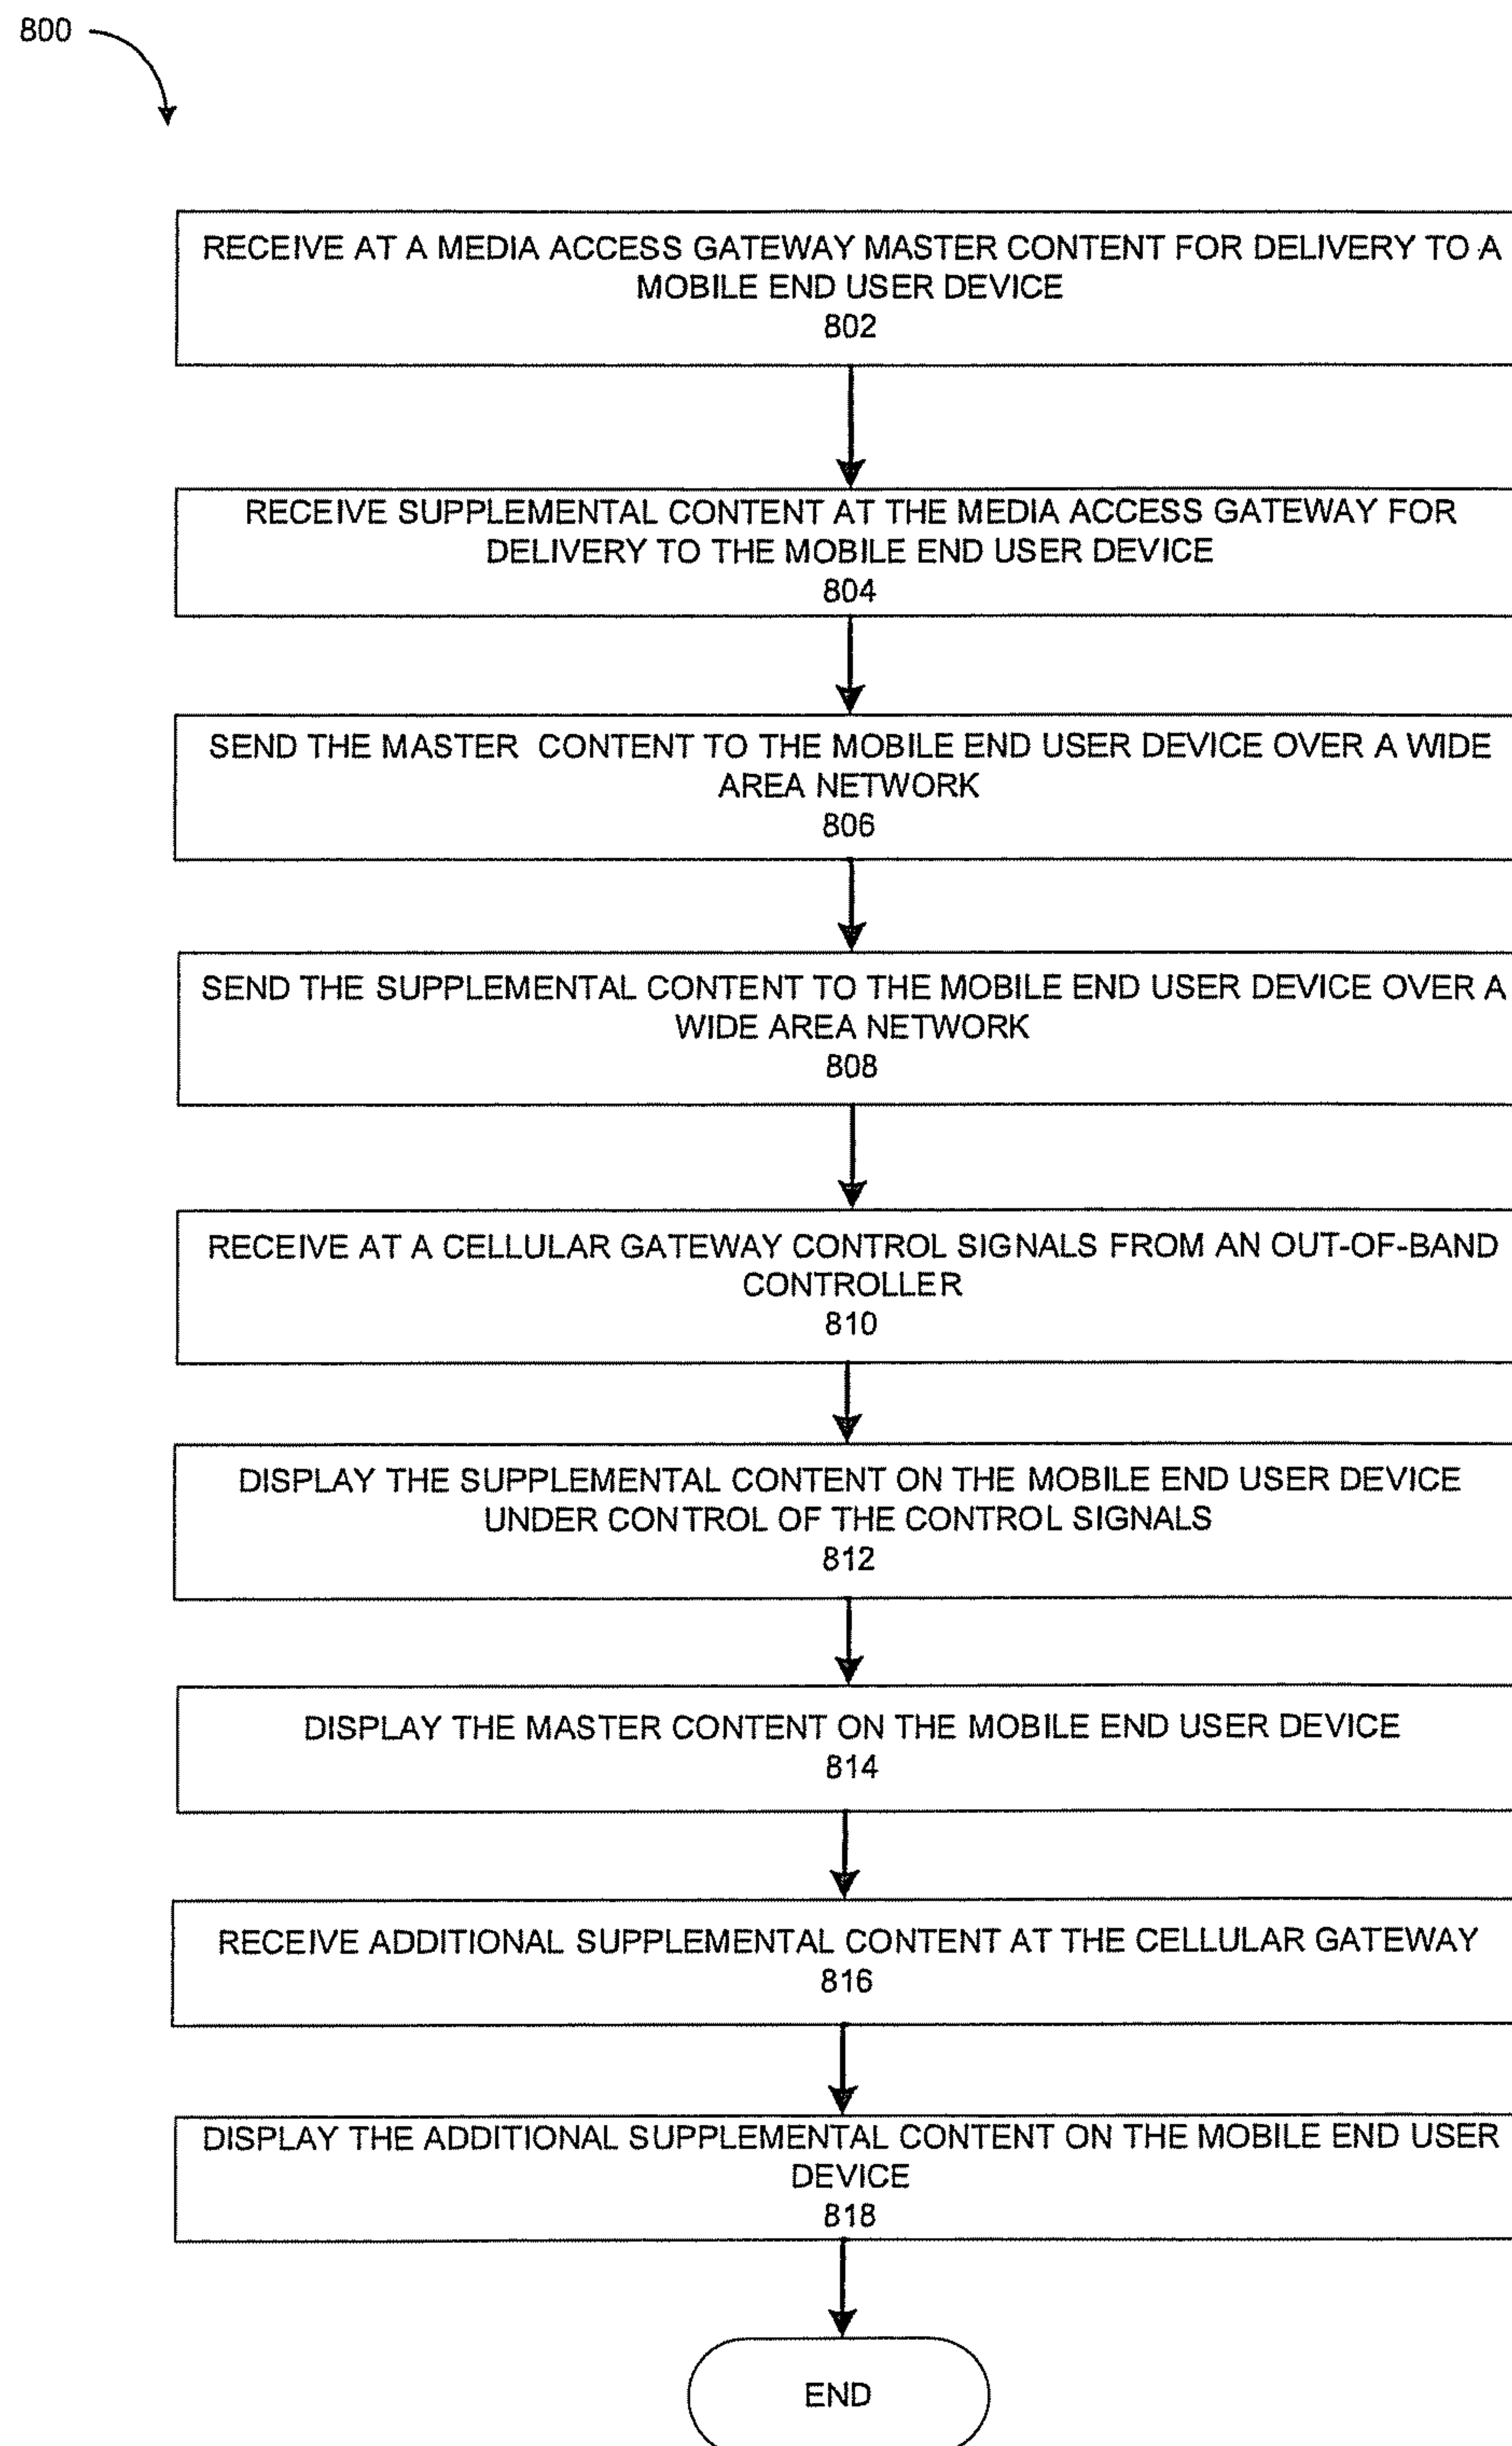 800
RECEIVE AT A MEDIA ACCESS GATEWAY MASTER CONTENT FOR DELIVERY TO A
MOBILE END USER DEVICE
802
RECEIVE SUPPLEMENTAL CONTENT AT THE MEDIA ACCESS GATEWAY FOR
DELIVERY TO THE MOBILE END USER DEVICE
804
SEND THE MASTER CONTENT TO THE MOBILE END USER DEVICE OVER A WIDE
AREA NETWORK
806
SEND THE SUPPLEMENTAL CONTENT TO THE MOBILE END USER DEVICE OVER A
WIDE AREA NETWORK
808
RECEIVE AT A CELLULAR GATEWAY CONTROL SIGNALS FROM AN OUT-OF-BAND
CONTROLLER
810
DISPLAY THE SUPPLEMENTAL CONTENT ON THE MOBILE END USER DEVICE
UNDER CONTROL OF THE CONTROL SIGNALS
812
DISPLAY THE MASTER CONTENT ON THE MOBILE END USER DEVICE
814
RECEIVE ADDITIONAL SUPPLEMENTAL CONTENT AT THE CELLULAR GATEWAY
816
DISPLAY THE ADDITIONAL SUPPLEMENTAL CONTENT ON THE MOBILE END USER
DEVICE
818
END